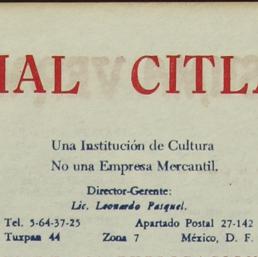 IAL CITLA
Una Institución de Cultura
No una Empresa Mercantil.
Director-Gerente:
Lic. Leonardo Pasquel.
Tel. 5-64-37-25 Apartado Postal 27-142
Tuxpan 44 Zona 7 México, D. F.